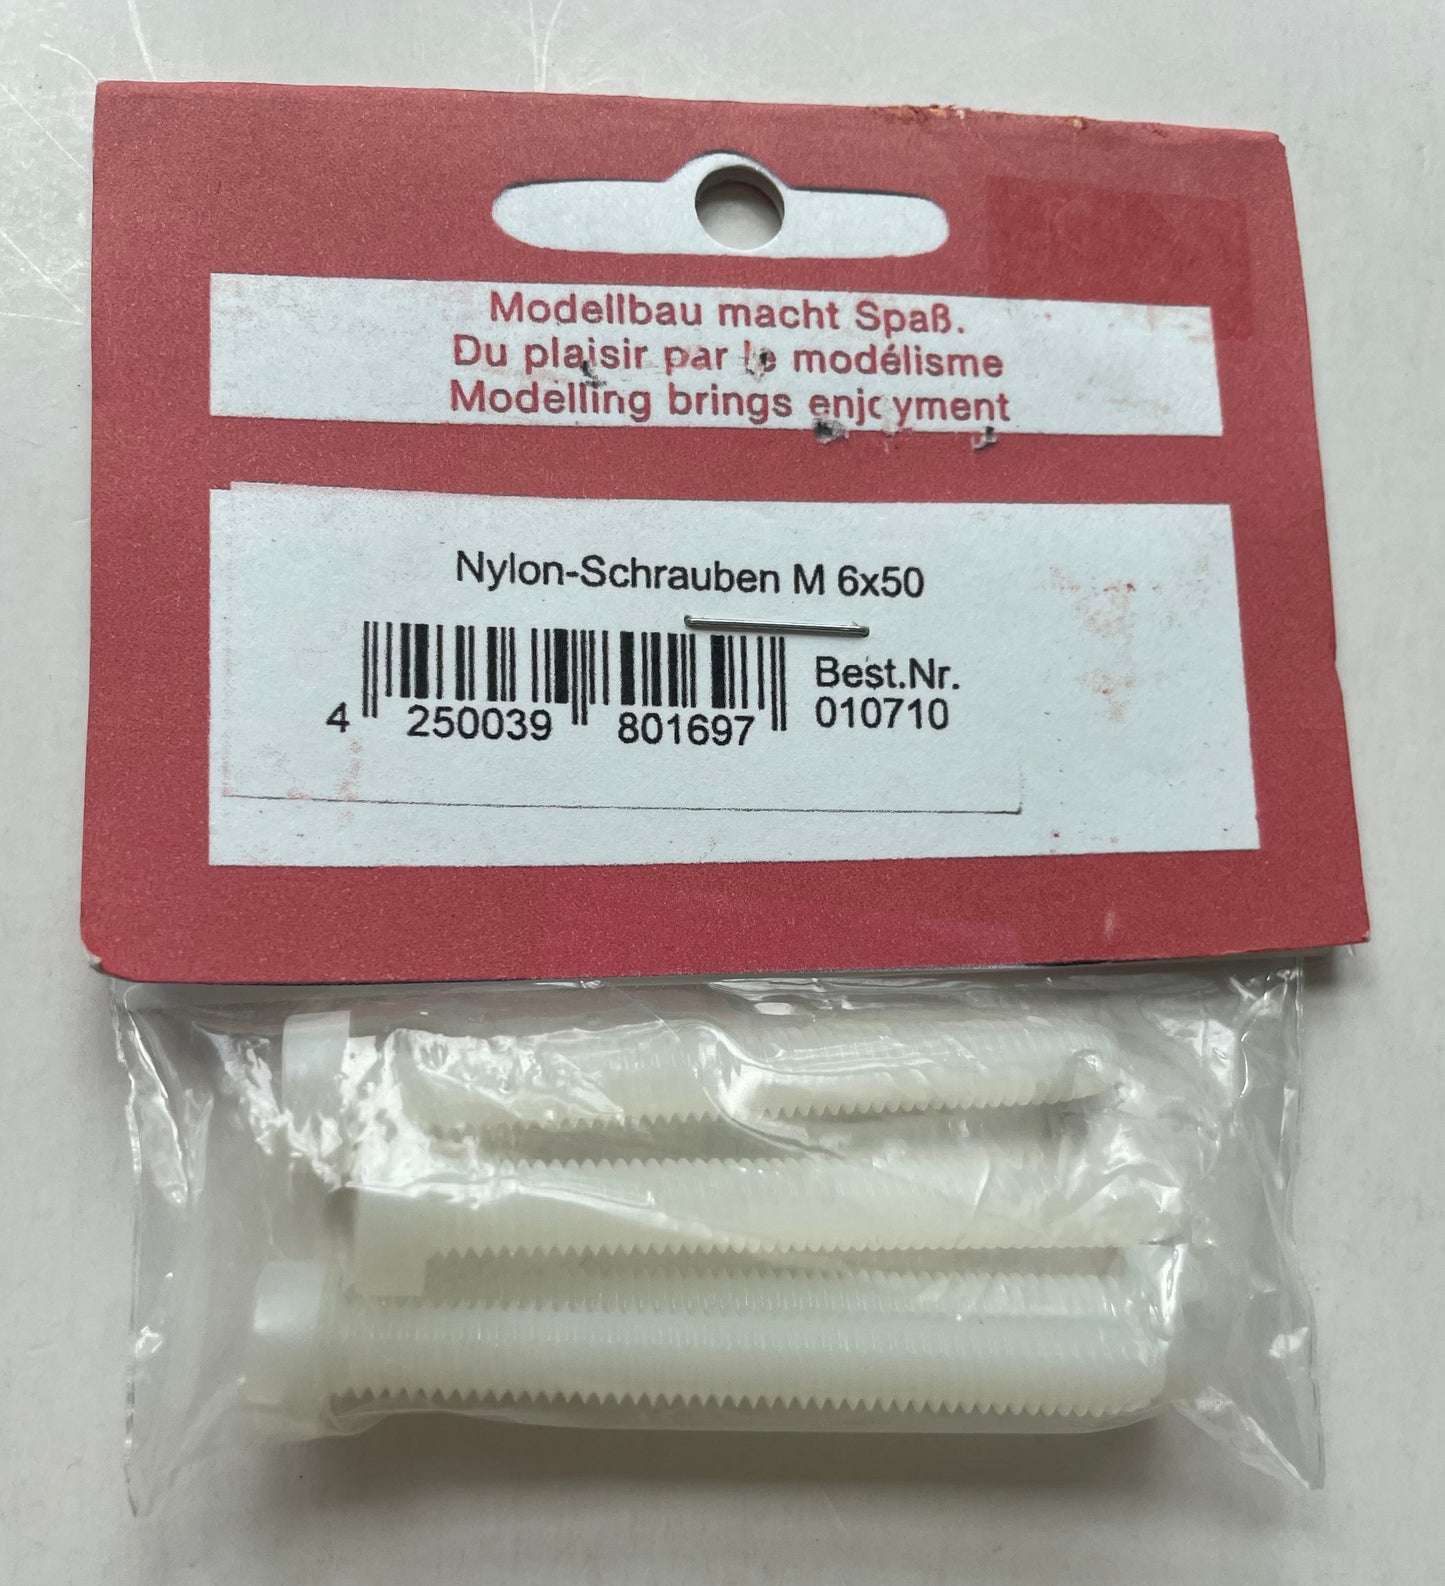 Modellbau macht Spaß.
Du plaisir par le modélisme
Modelling brings enjoyment
Nylon-Schrauben M 6x50
Best.Nr.
010710
4 250039 801697